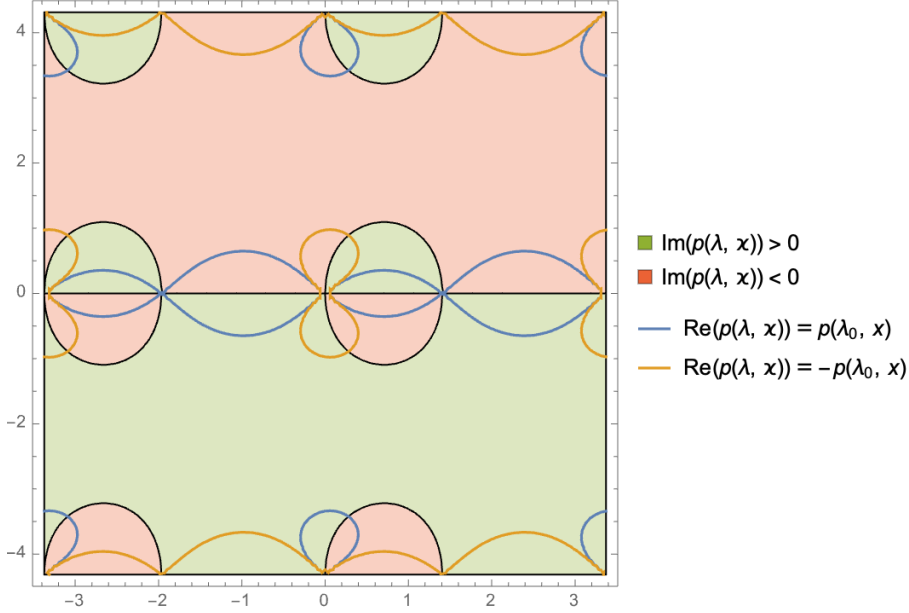 4
2
0
−2
−4
−3 −2 −1 0 1 2 3
Im(p(λ, ϰ)) > 0
Im(p(λ, ϰ)) < 0
Re(p(λ, ϰ)) = p(λ₀, x)
Re(p(λ, ϰ)) = −p(λ₀, x)